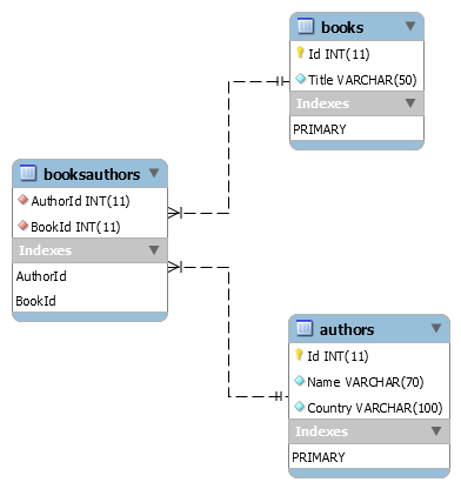 books
Id INT(11)
Title VARCHAR(50)
Indexes
PRIMARY
booksauthors
AuthorId INT(11)
BookId INT(11)
Indexes
AuthorId
BookId
authors
Id INT(11)
Name VARCHAR(70)
Country VARCHAR(100)
Indexes
PRIMARY